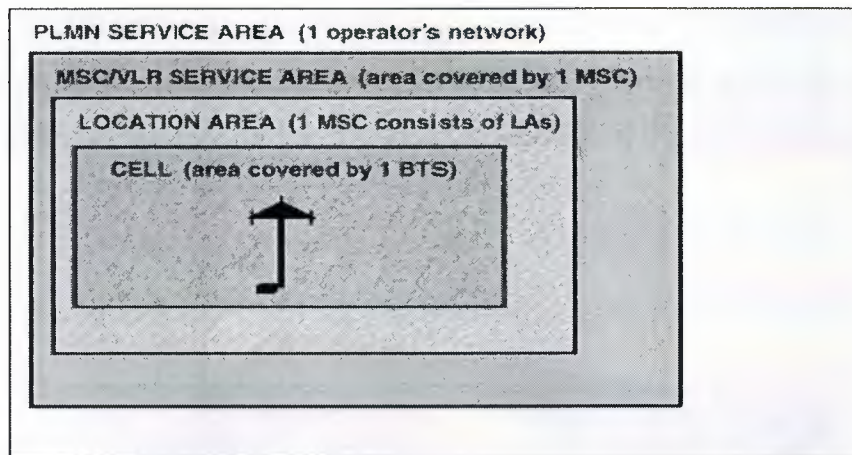 PLMN SERVICE AREA (1 operator's network)
MSC/VLR SERVICE AREA (area covered by 1 MSC)
LOCATION AREA (1 MSC consists of LAs)
CELL (area covered by 1 BTS)